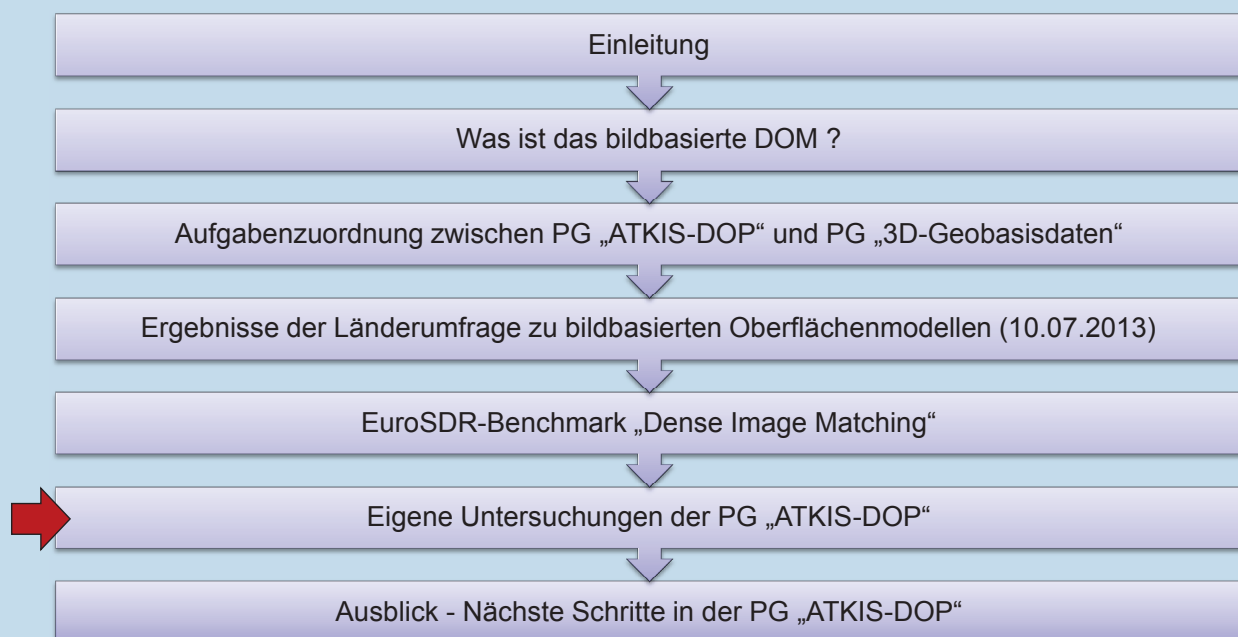 Einleitung
Was ist das bildbasierte DOM ?
Aufgabenzuordnung zwischen PG „ATKIS-DOP“ und PG „3D-Geobasisdaten“
Ergebnisse der Länderumfrage zu bildbasierten Oberflächenmodellen (10.07.2013)
EuroSDR-Benchmark „Dense Image Matching“
Eigene Untersuchungen der PG „ATKIS-DOP“
Ausblick - Nächste Schritte in der PG „ATKIS-DOP“